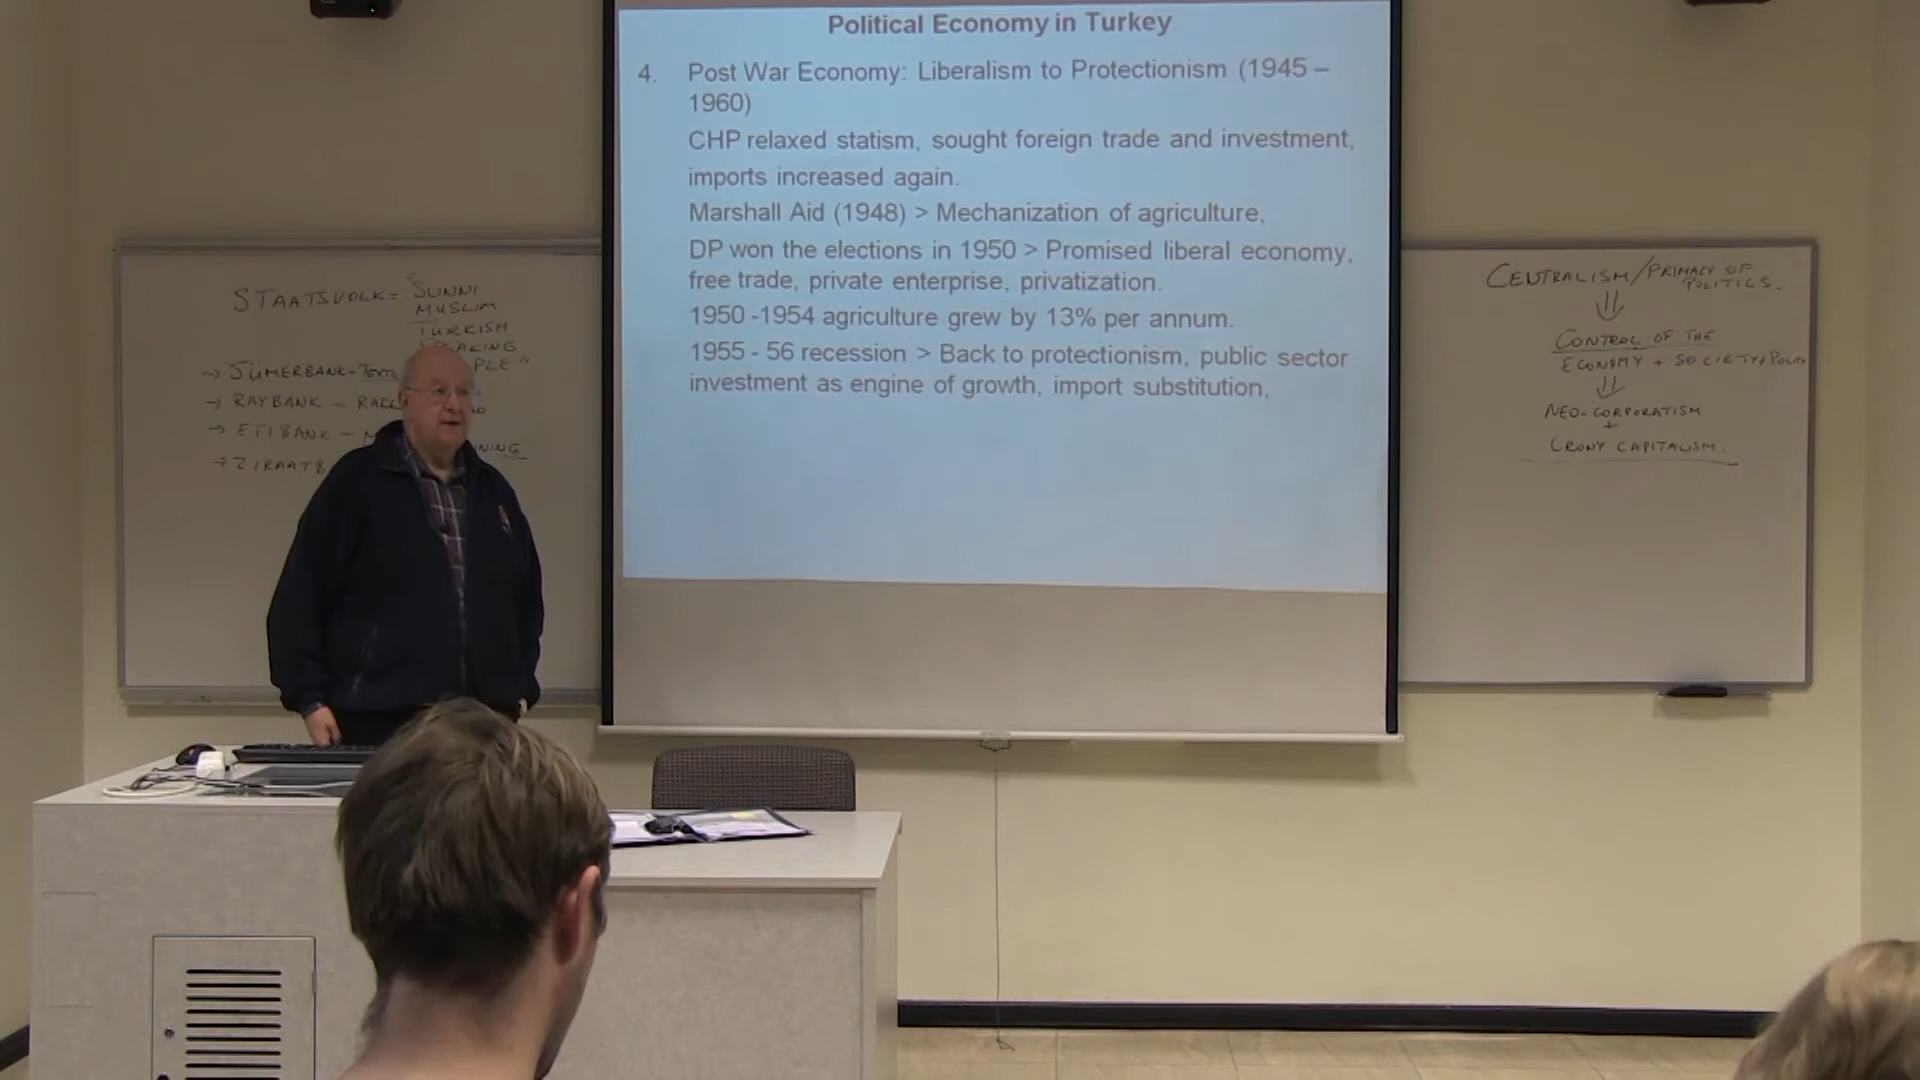 Political Economy in Turkey
4. Post War Economy: Liberalism to Protectionism (1945 –
1960)
CHP relaxed statism, sought foreign trade and investment,
imports increased again.
Marshall Aid (1948) > Mechanization of agriculture,
DP won the elections in 1950 > Promised liberal economy,
free trade, private enterprise, privatization.
1950 -1954 agriculture grew by 13% per annum.
1955 - 56 recession > Back to protectionism, public sector
investment as engine of growth, import substitution,
STAATSVOLK = "SUNNI
MUSLIM
TURKISH
PLE"
→ SÜMERBANK -
→ RAYBANK –
→ ETIBANK –
NING
→ ZIRAATB
CENTRALISM/PRIMACY OF
POLITICS.
⇓
CONTROL OF THE
ECONOMY + SOCIETY +
⇓
NEO-CORPORATISM
+
CRONY CAPITALISM.